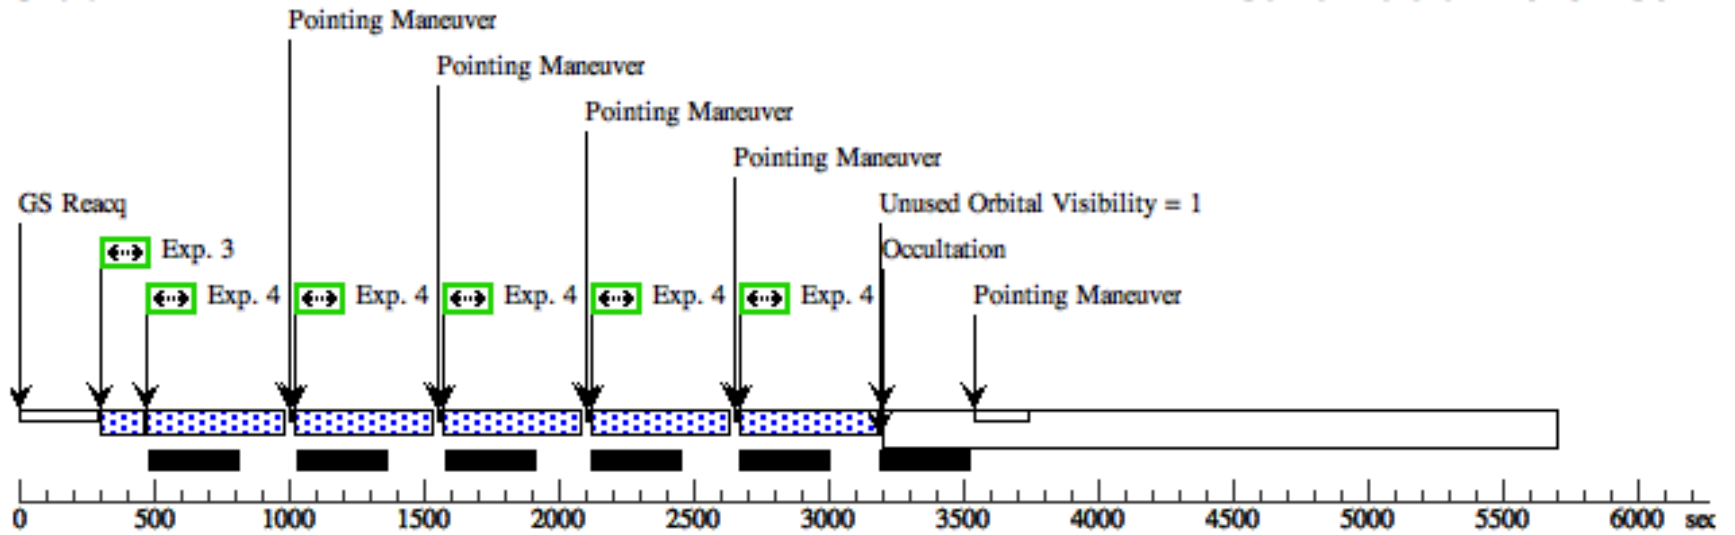 Pointing Maneuver
Pointing Maneuver
Pointing Maneuver
Pointing Maneuver
GS Reacq
Unused Orbital Visibility = 1
Exp. 3
Occultation
Exp. 4
Exp. 4
Exp. 4
Exp. 4
Exp. 4
Pointing Maneuver
0 500 1000 1500 2000 2500 3000 3500 4000 4500 5000 5500 6000 sec